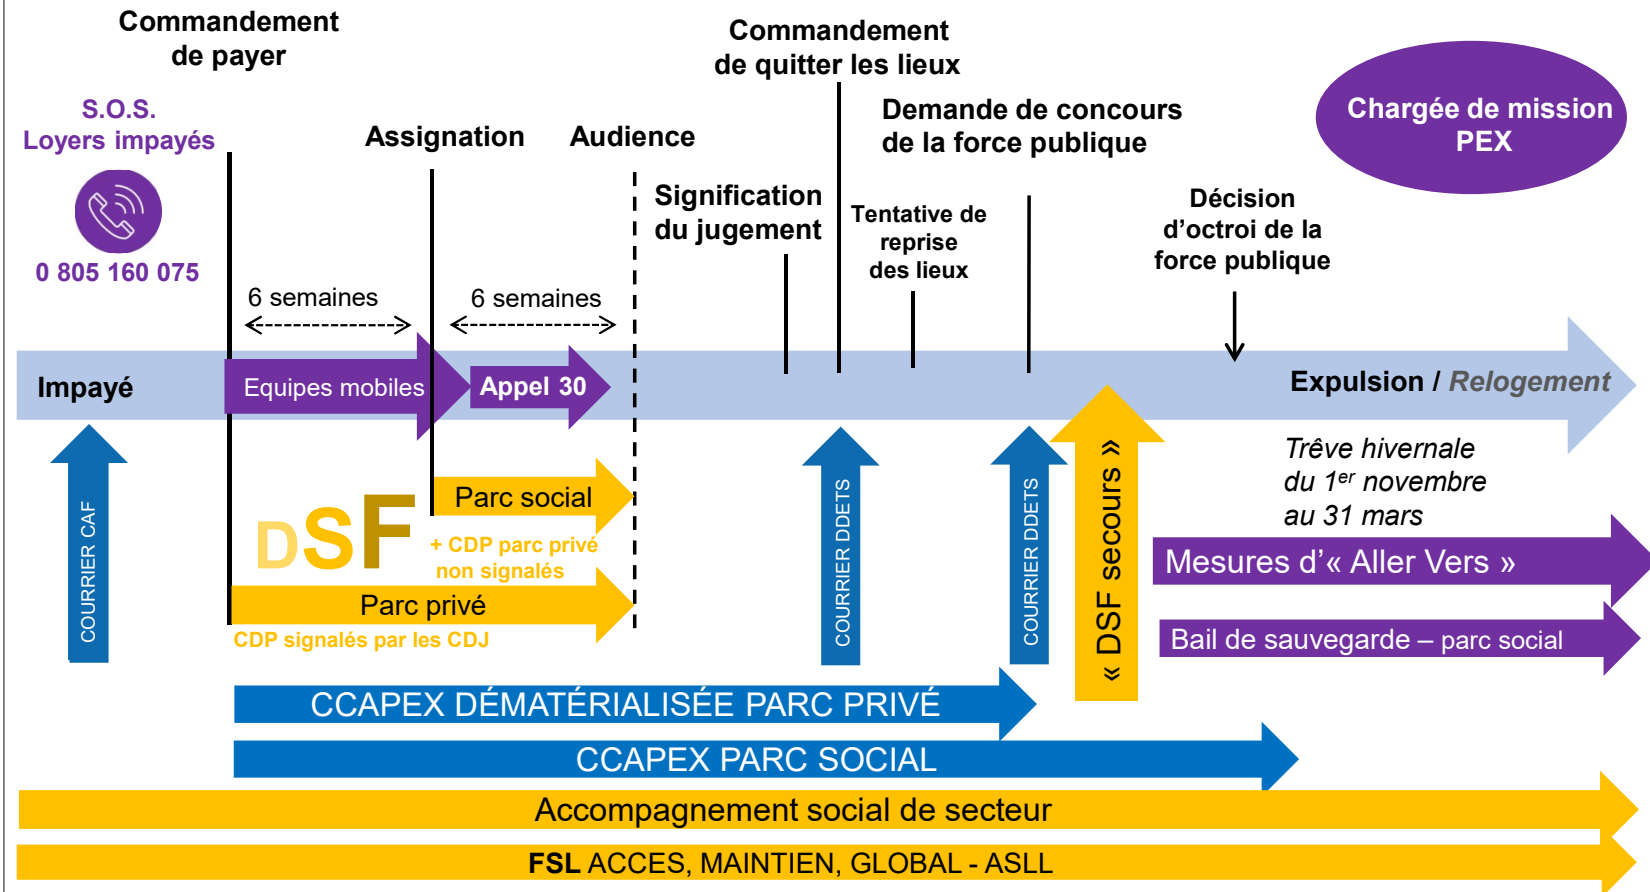 Commandement
de payer
Commandement
de quitter les lieux
S.O.S.
Loyers impayés
0 805 160 075
Assignation
Audience
Demande de concours
de la force publique
Chargée de mission
PEX
Signification
du jugement
Tentative de
reprise
des lieux
Décision
d'octroi de la
force publique
6 semaines
6 semaines
Impayé
Equipes mobiles
Appel 30
Expulsion / Relogement
Trêve hivernale
du 1er novembre
au 31 mars
COURRIER CAF
DSF
Parc social
+ CDP parc privé
non signalés
Parc privé
CDP signalés par les CDJ
COURRIER DDETS
COURRIER DDETS
« DSF secours »
Mesures d'« Aller Vers »
Bail de sauvegarde – parc social
CCAPEX DÉMATÉRIALISÉE PARC PRIVÉ
CCAPEX PARC SOCIAL
Accompagnement social de secteur
FSL ACCES, MAINTIEN, GLOBAL - ASLL